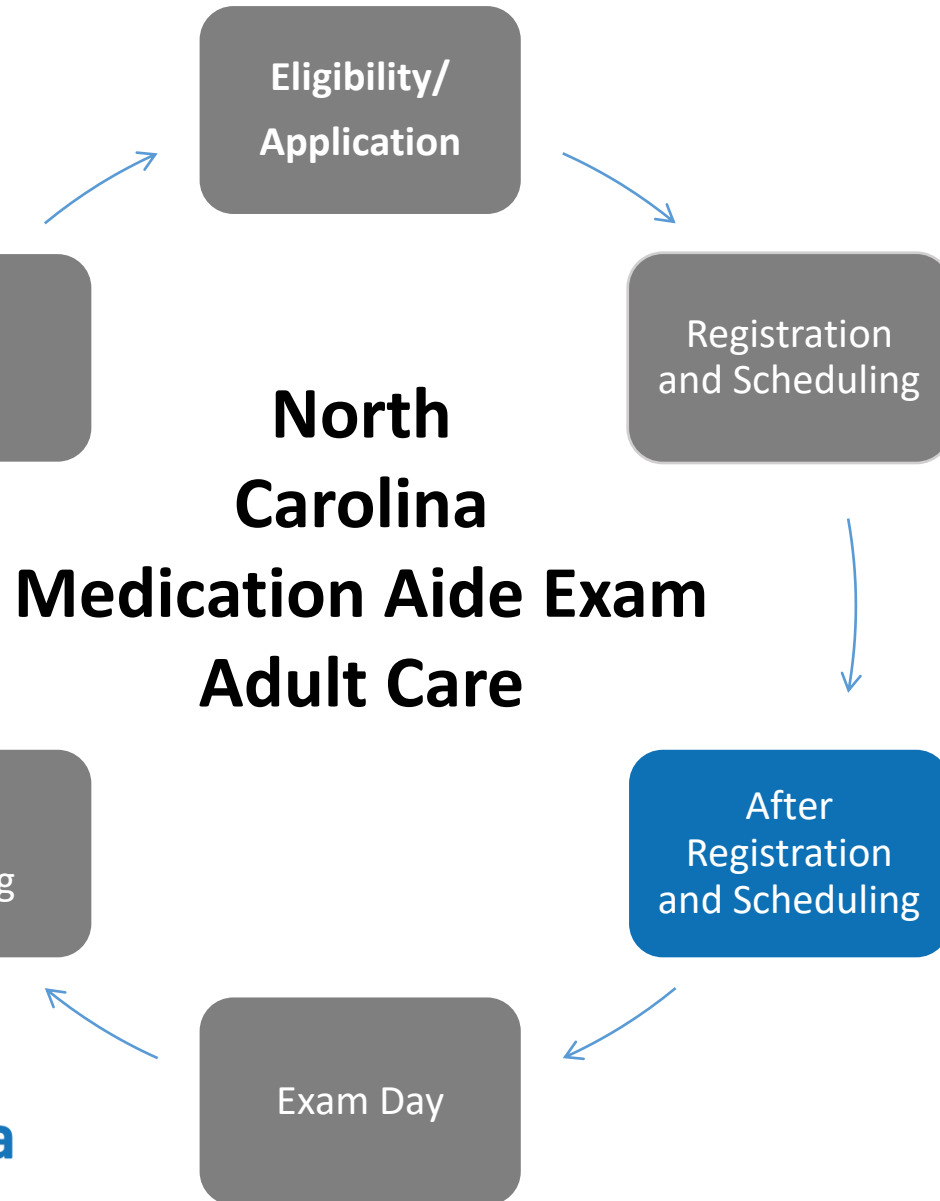 Eligibility/
Application
Registration
and Scheduling
North
Carolina
Medication Aide Exam
Adult Care
After
Registration
and Scheduling
g
Exam Day
a